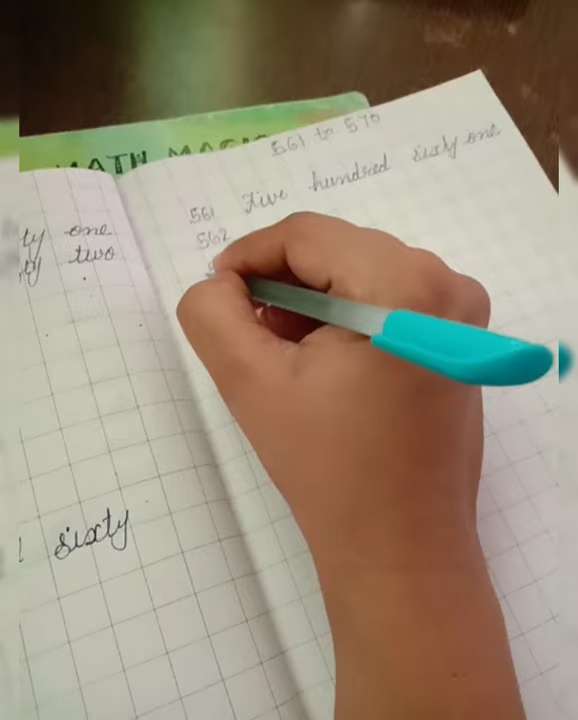 MATH MAGIC
561 to 570
561 Five hundred sixty one
562
ty one
ty two
sixty